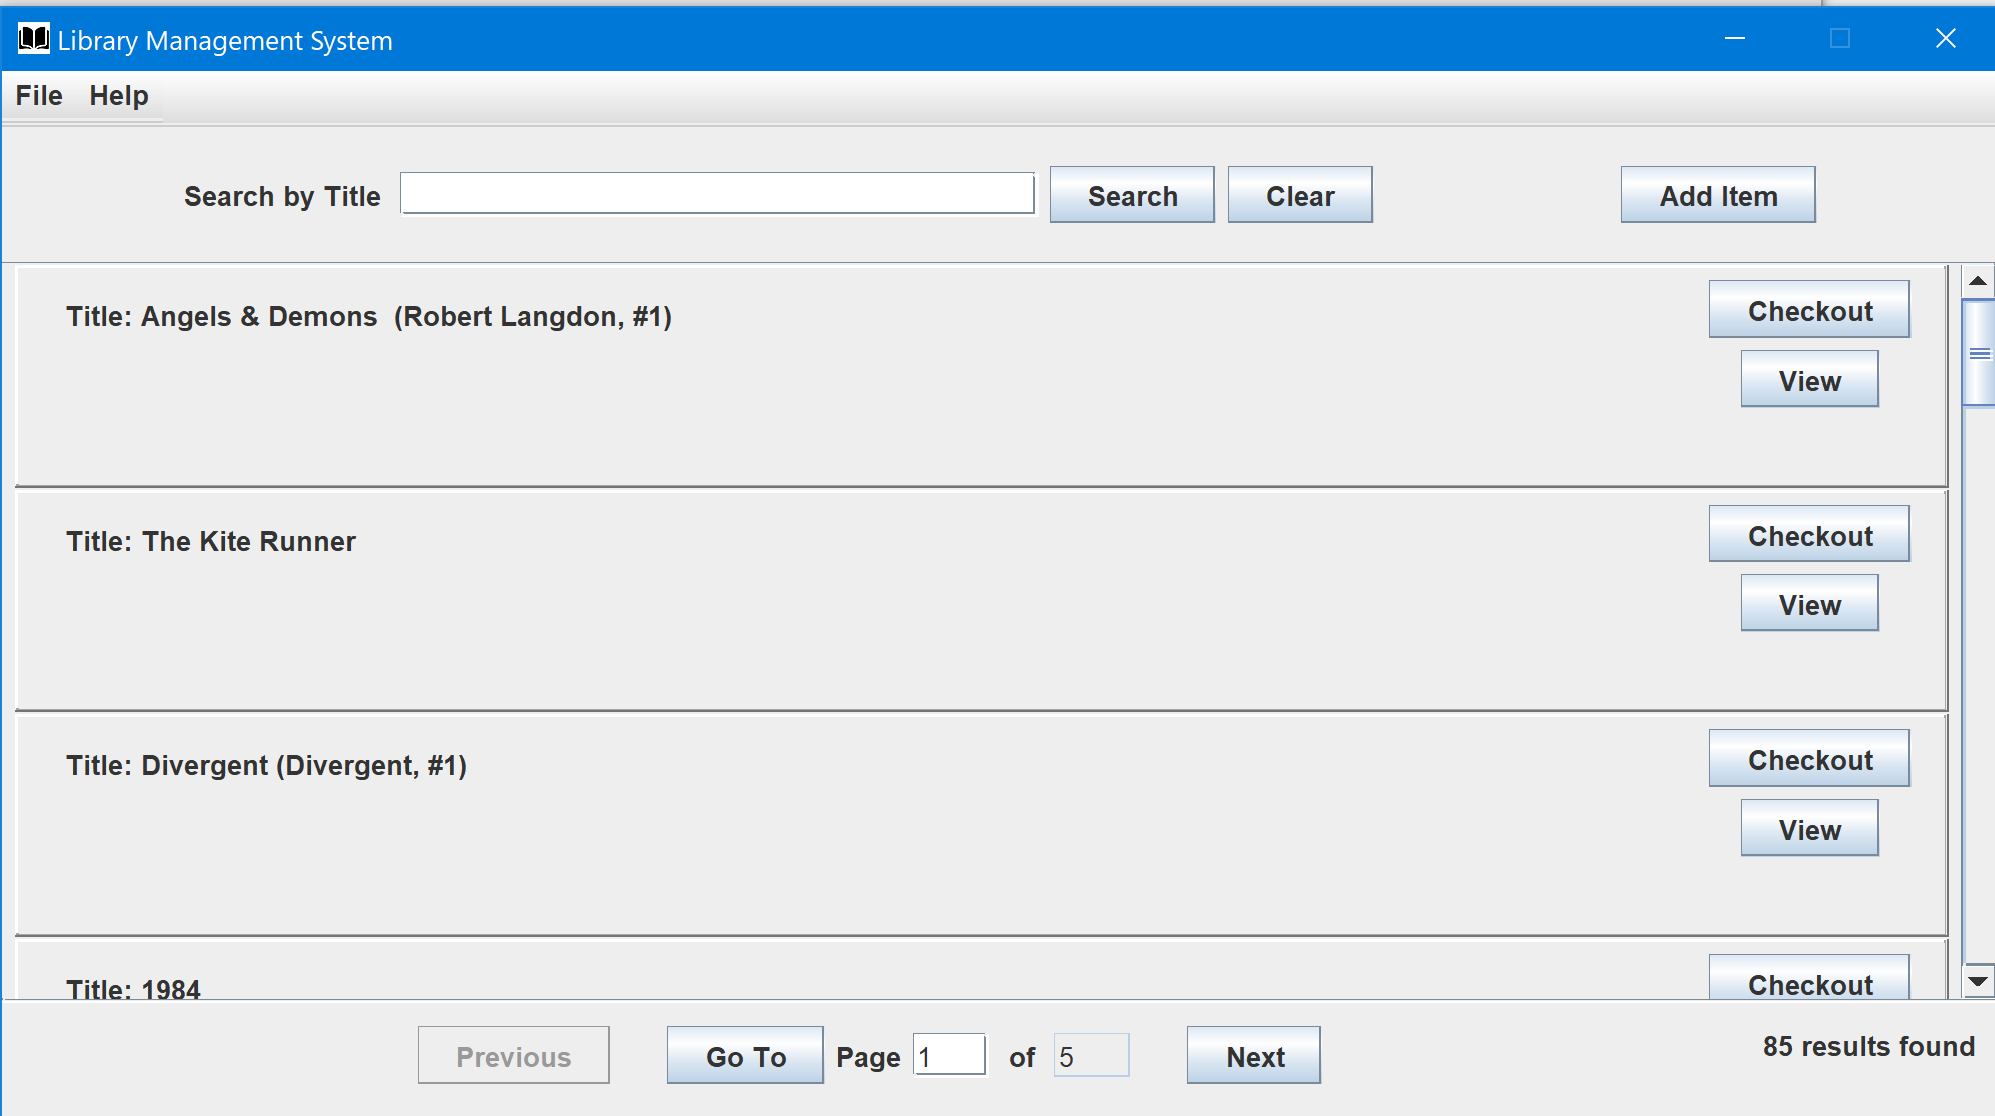 Library Management System
File Help
Search by Title Search Clear Add Item
Title: Angels & Demons  (Robert Langdon, #1) Checkout
View
Title: The Kite Runner Checkout
View
Title: Divergent (Divergent, #1) Checkout
View
Title: 1984 Checkout
Previous Go To Page 1 of 5 Next 85 results found